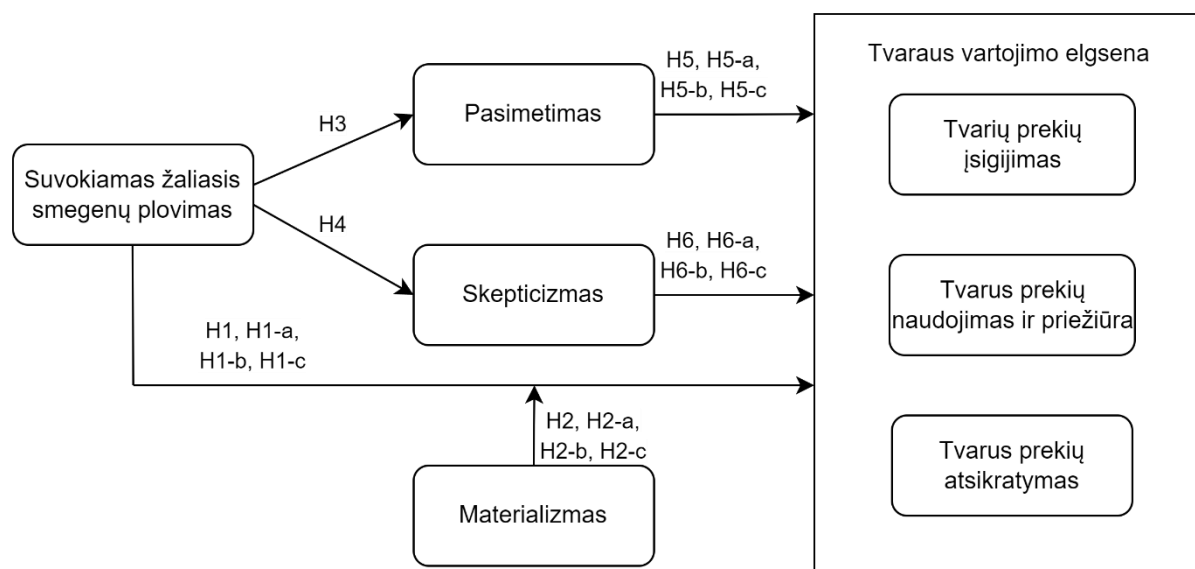 H5, H5-a,
H5-b, H5-c
Tvaraus vartojimo elgsena
Pasimetimas
Tvarių prekių
įsigijimas
H3
Suvokiamas žaliasis
smegenų plovimas
H4
H6, H6-a,
H6-b, H6-c
Skepticizmas
Tvarus prekių
naudojimas ir priežiūra
H1, H1-a,
H1-b, H1-c
H2, H2-a,
H2-b, H2-c
Materializmas
Tvarus prekių
atsikratymas